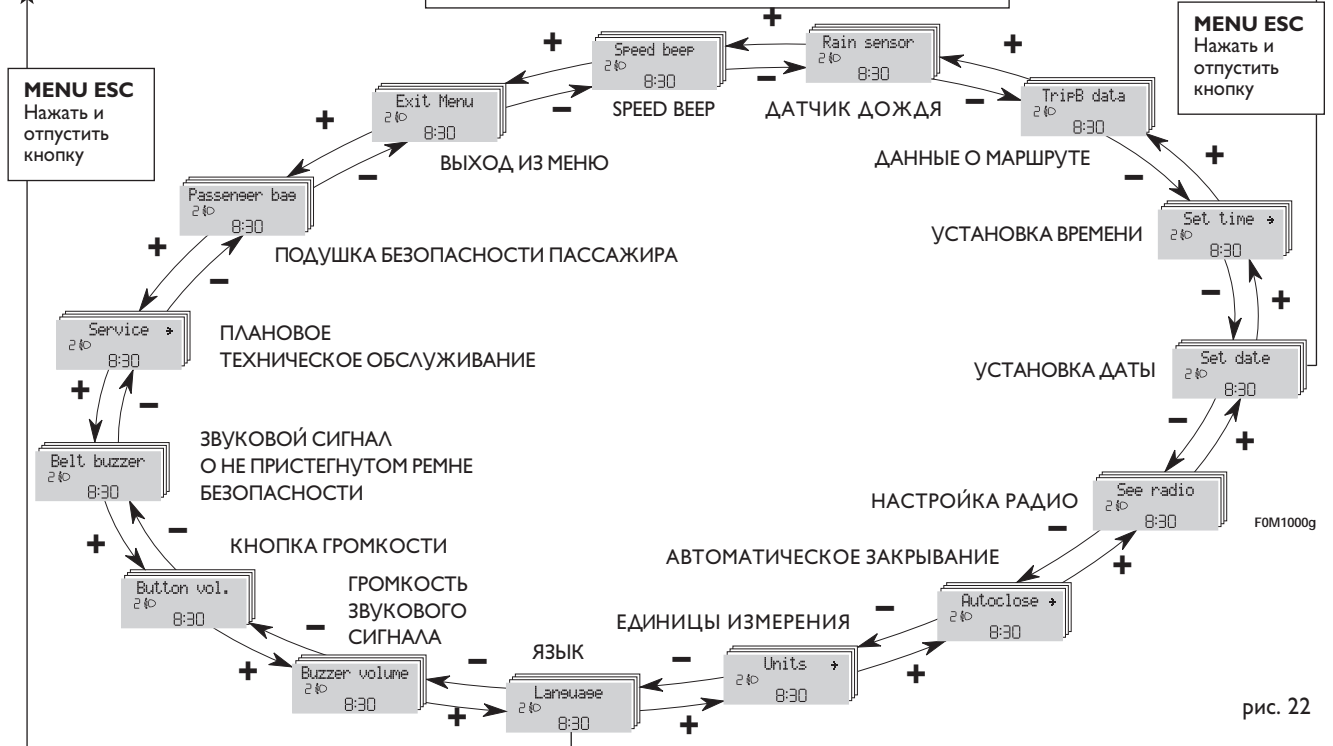 MENU ESC
Нажать и
отпустить
кнопку
MENU ESC
Нажать и
отпустить
кнопку
+
Speed beep
8:30
SPEED BEEP
–
+
Rain sensor
8:30
ДАТЧИК ДОЖДЯ
–
+
TripB data
8:30
ДАННЫЕ О МАРШРУТЕ
–
+
Set time
8:30
УСТАНОВКА ВРЕМЕНИ
–
+
Set date
8:30
УСТАНОВКА ДАТЫ
–
+
See radio
8:30
НАСТРОЙКА РАДИО
–
+
F0M1000g
Autoclose
8:30
АВТОМАТИЧЕСКОЕ ЗАКРЫВАНИЕ
–
+
Units
8:30
ЕДИНИЦЫ ИЗМЕРЕНИЯ
–
+
Language
8:30
ЯЗЫК
–
+
Buzzer volume
8:30
ГРОМКОСТЬ
ЗВУКОВОГО
СИГНАЛА
–
+
Button vol.
8:30
КНОПКА ГРОМКОСТИ
–
+
Belt buzzer
8:30
ЗВУКОВОЙ СИГНАЛ
О НЕ ПРИСТЕГНУТОМ РЕМНЕ
БЕЗОПАСНОСТИ
–
+
Service
8:30
ПЛАНОВОЕ
ТЕХНИЧЕСКОЕ ОБСЛУЖИВАНИЕ
–
+
Passenger bag
8:30
ПОДУШКА БЕЗОПАСНОСТИ ПАССАЖИРА
–
+
Exit Menu
8:30
ВЫХОД ИЗ МЕНЮ
–
рис. 22